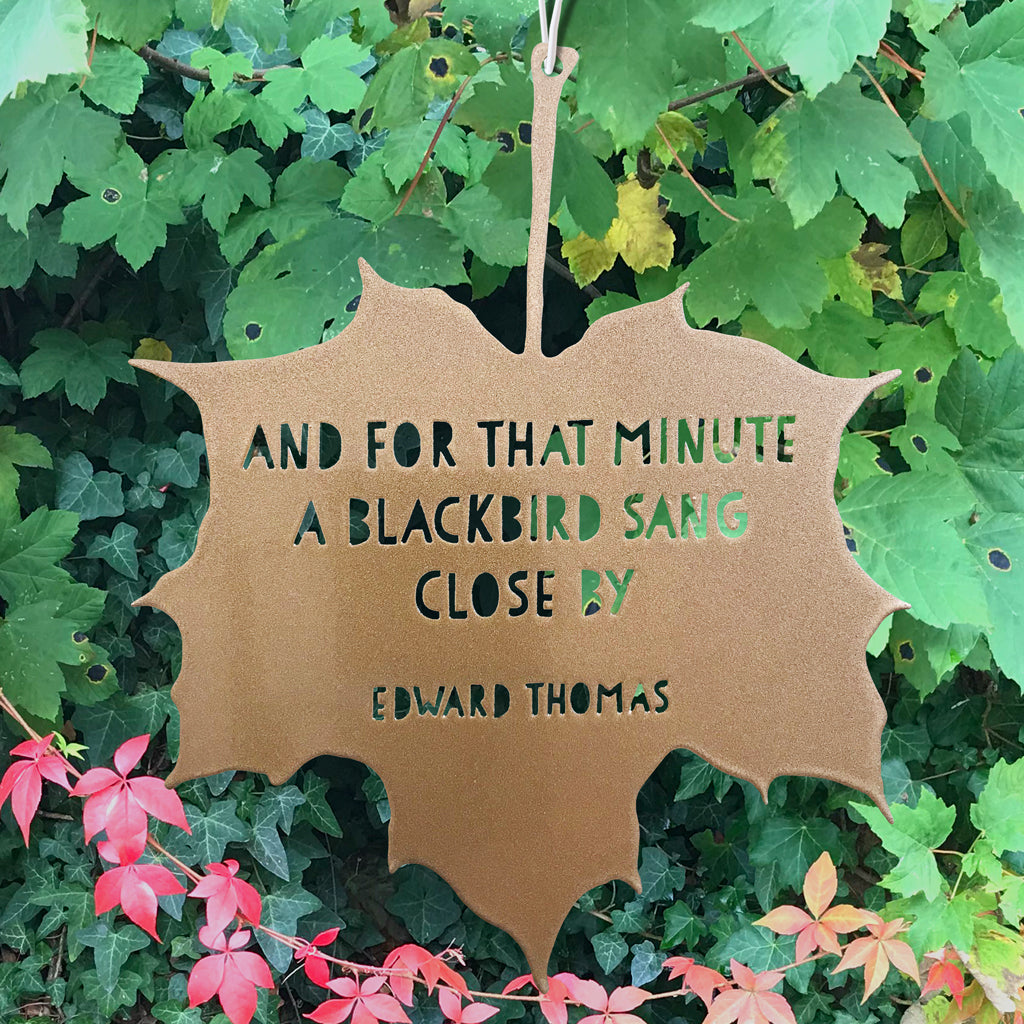 AND FOR THAT MINUTE
A BLACKBIRD SANG
CLOSE BY
EDWARD THOMAS